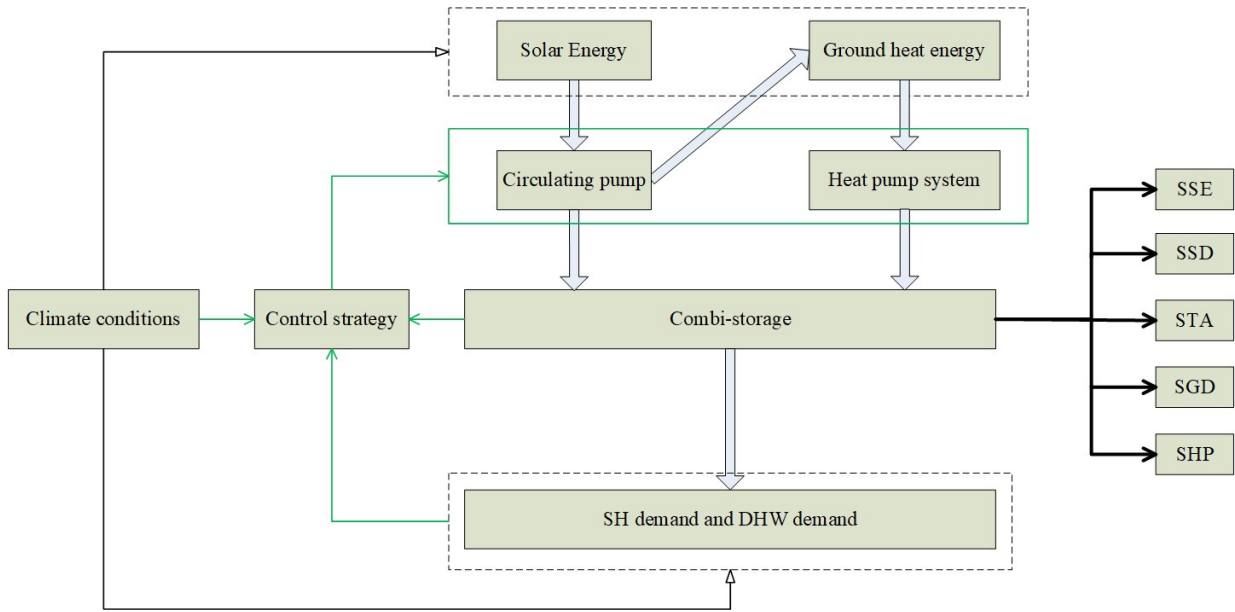 Solar Energy
Ground heat energy
Circulating pump
Heat pump system
SSE
SSD
Climate conditions
Control strategy
Combi-storage
STA
SGD
SHP
SH demand and DHW demand